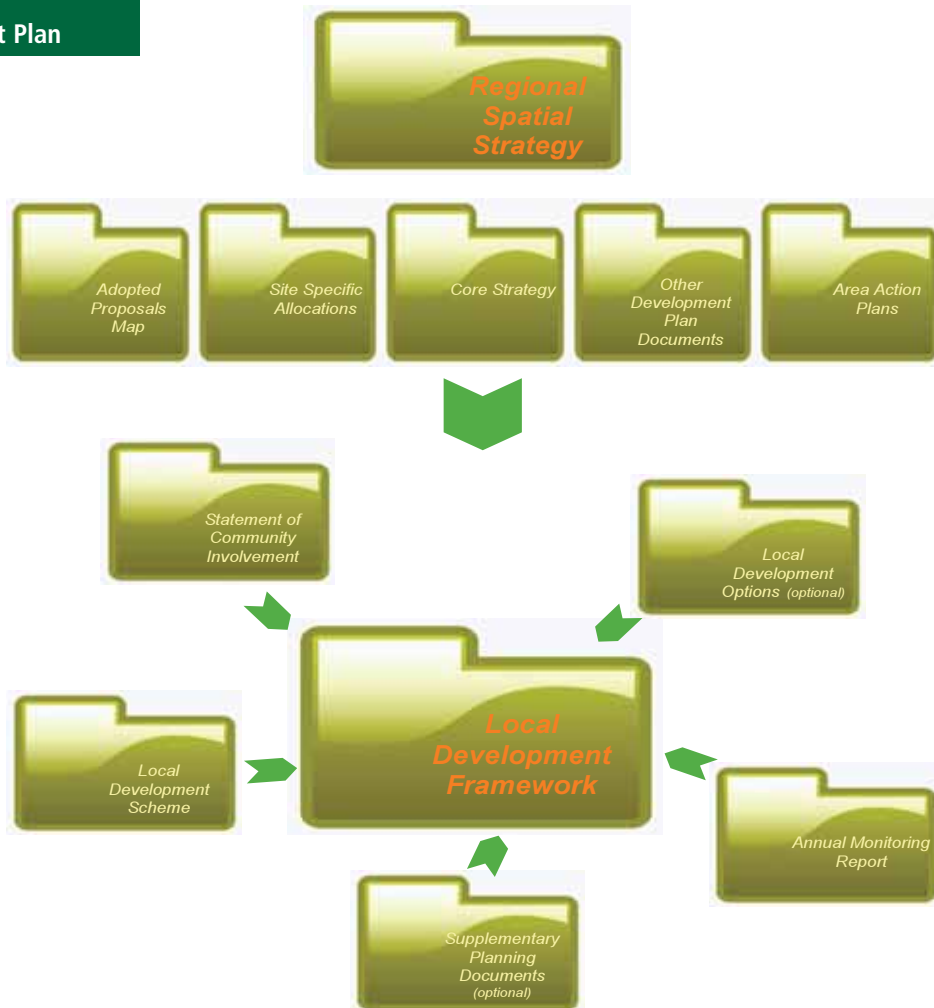 t Plan
Regional
Spatial
Strategy
Adopted
Proposals
Map
Site Specific
Allocations
Core Strategy
Other
Development
Plan
Documents
Area Action
Plans
Statement of
Community
Involvement
Local
Development
Options (optional)
Local
Development
Framework
Local
Development
Scheme
Annual Monitoring
Report
Supplementary
Planning
Documents
(optional)